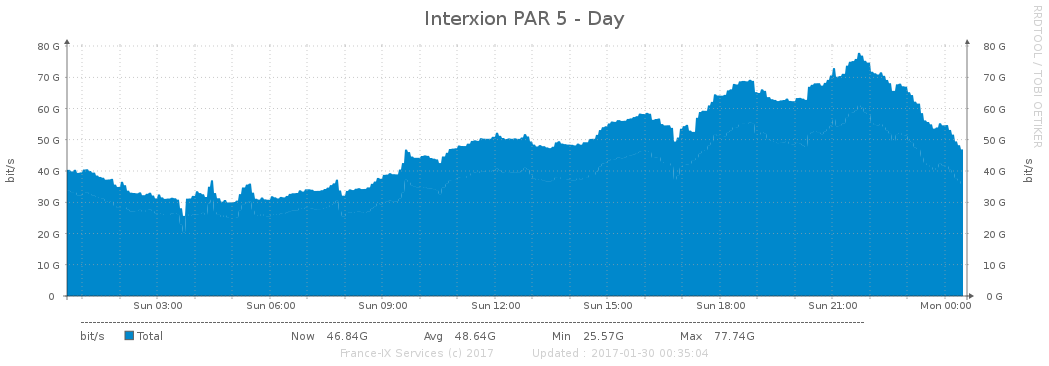 Interxion PAR 5 - Day
RRDTOOL / TOBI OETIKER
bit/s
80 G
70 G
60 G
50 G
40 G
30 G
20 G
10 G
0
80 G
70 G
60 G
50 G
40 G
30 G
20 G
10 G
0 G
bit/s
Sun 03:00 Sun 06:00 Sun 09:00 Sun 12:00 Sun 15:00 Sun 18:00 Sun 21:00 Mon 00:00
bit/s Total Now 46.84G Avg 48.64G Min 25.57G Max 77.74G
France-IX Services (c) 2017 Updated : 2017-01-30 00:35:04